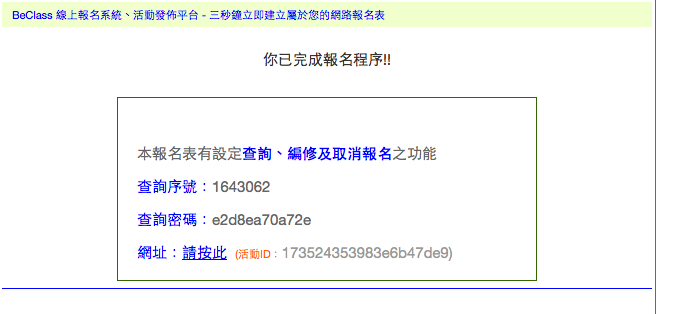 BeClass 線上報名系統、活動發佈平台 - 三秒鐘立即建立屬於您的網路報名表
你已完成報名程序!!
本報名表有設定查詢、編修及取消報名之功能
查詢序號：1643062
查詢密碼：e2d8ea70a72e
網址：請按此 (活動ID：173524353983e6b47de9)